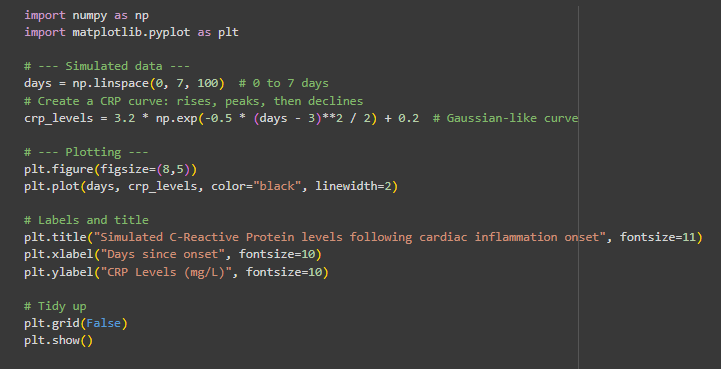 import numpy as np
import matplotlib.pyplot as plt
# --- Simulated data ---
days = np.linspace(0, 7, 100)  # 0 to 7 days
# Create a CRP curve: rises, peaks, then declines
crp_levels = 3.2 * np.exp(-0.5 * (days - 3)**2 / 2) + 0.2  # Gaussian-like curve
# --- Plotting ---
plt.figure(figsize=(8,5))
plt.plot(days, crp_levels, color="black", linewidth=2)
# Labels and title
plt.title("Simulated C-Reactive Protein levels following cardiac inflammation onset", fontsize=11)
plt.xlabel("Days since onset", fontsize=10)
plt.ylabel("CRP Levels (mg/L)", fontsize=10)
# Tidy up
plt.grid(False)
plt.show()